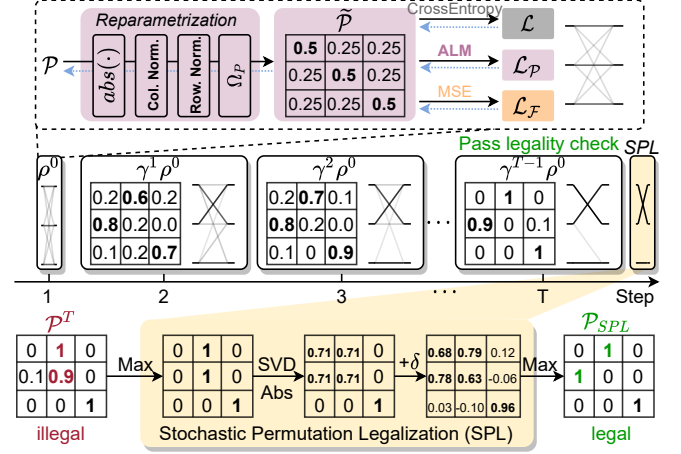 Reparametrization
P̃
CrossEntropy
P
abs(·)
Col. Norm.
Row. Norm.
Ω_P
0.5 0.25 0.25
0.25 0.5 0.25
0.25 0.25 0.5
L
ALM
L_P
MSE
L_F
Pass legality check
SPL
ρ⁰
γ¹ρ⁰
γ²ρ⁰
γᵀ⁻¹ρ⁰
0.2 0.6 0.2
0.8 0.2 0.0
0.1 0.2 0.7
0.2 0.7 0.1
0.8 0.2 0.0
0.1 0 0.9
...
0 1 0
0.9 0 0.1
0 0 1
1 2 3 ... T Step
Pᵀ
0 1 0
0.1 0.9 0
0 0 1
illegal
Max
0 1 0
0 1 0
0 0 1
SVD
Abs
0.71 0.71 0
0.71 0.71 0
0 0 1
+δ
0.68 0.79 0.12
0.78 0.63 -0.06
0.03 -0.10 0.96
Max
P_SPL
0 1 0
1 0 0
0 0 1
legal
Stochastic Permutation Legalization (SPL)